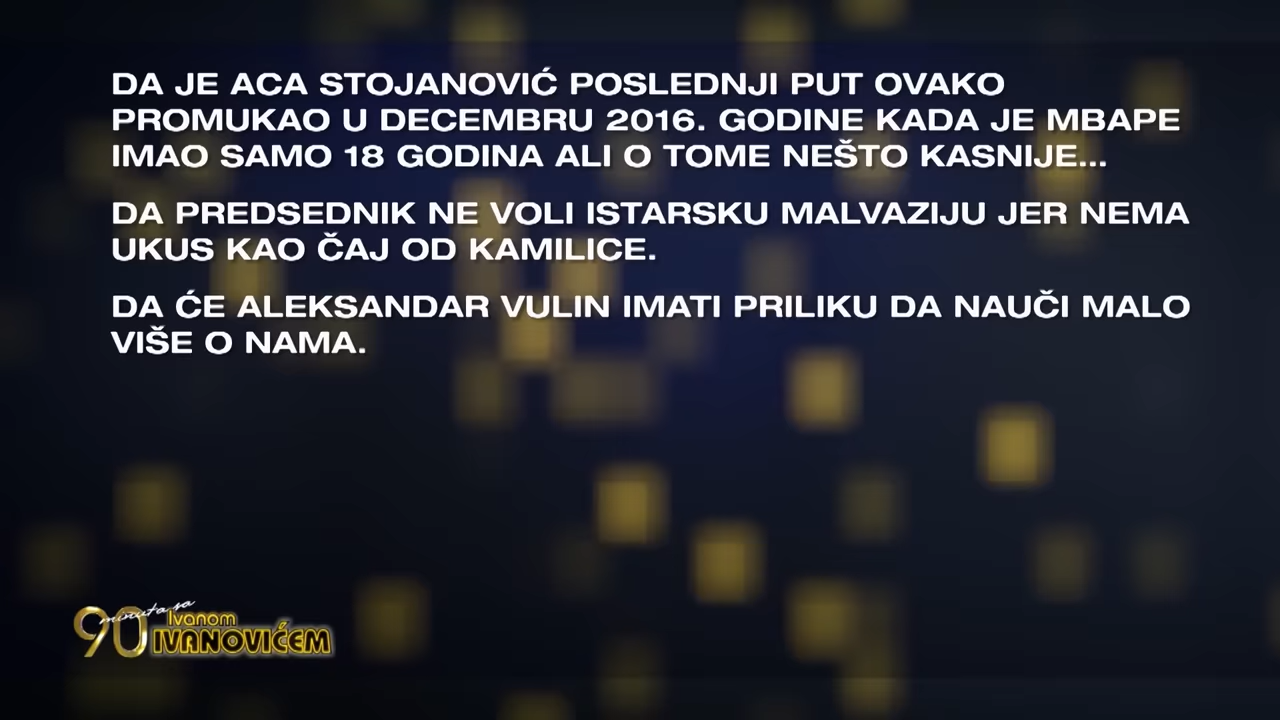 DA JE ACA STOJANOVIĆ POSLEDNJI PUT OVAKO
PROMUKAO U DECEMBRU 2016. GODINE KADA JE MBAPE
IMAO SAMO 18 GODINA ALI O TOME NEŠTO KASNIJE...
DA PREDSEDNIK NE VOLI ISTARSKU MALVAZIJU JER NEMA
UKUS KAO ČAJ OD KAMILICE.
DA ĆE ALEKSANDAR VULIN IMATI PRILIKU DA NAUČI MALO
VIŠE O NAMA.
90 minuta sa
Ivanom
IVANOVIĆEM